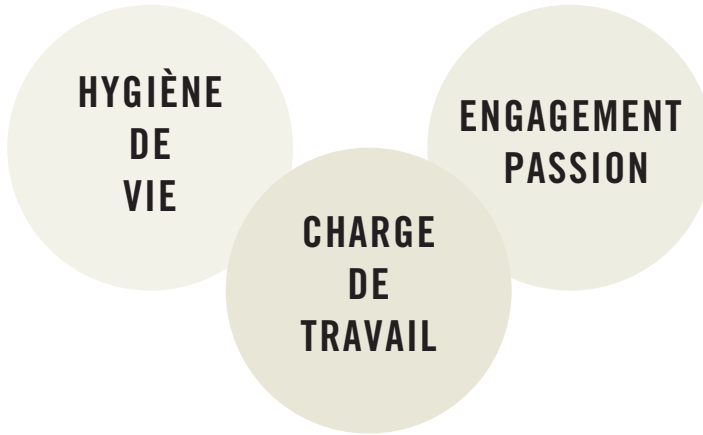 HYGIÈNE
DE
VIE
ENGAGEMENT
PASSION
CHARGE
DE
TRAVAIL